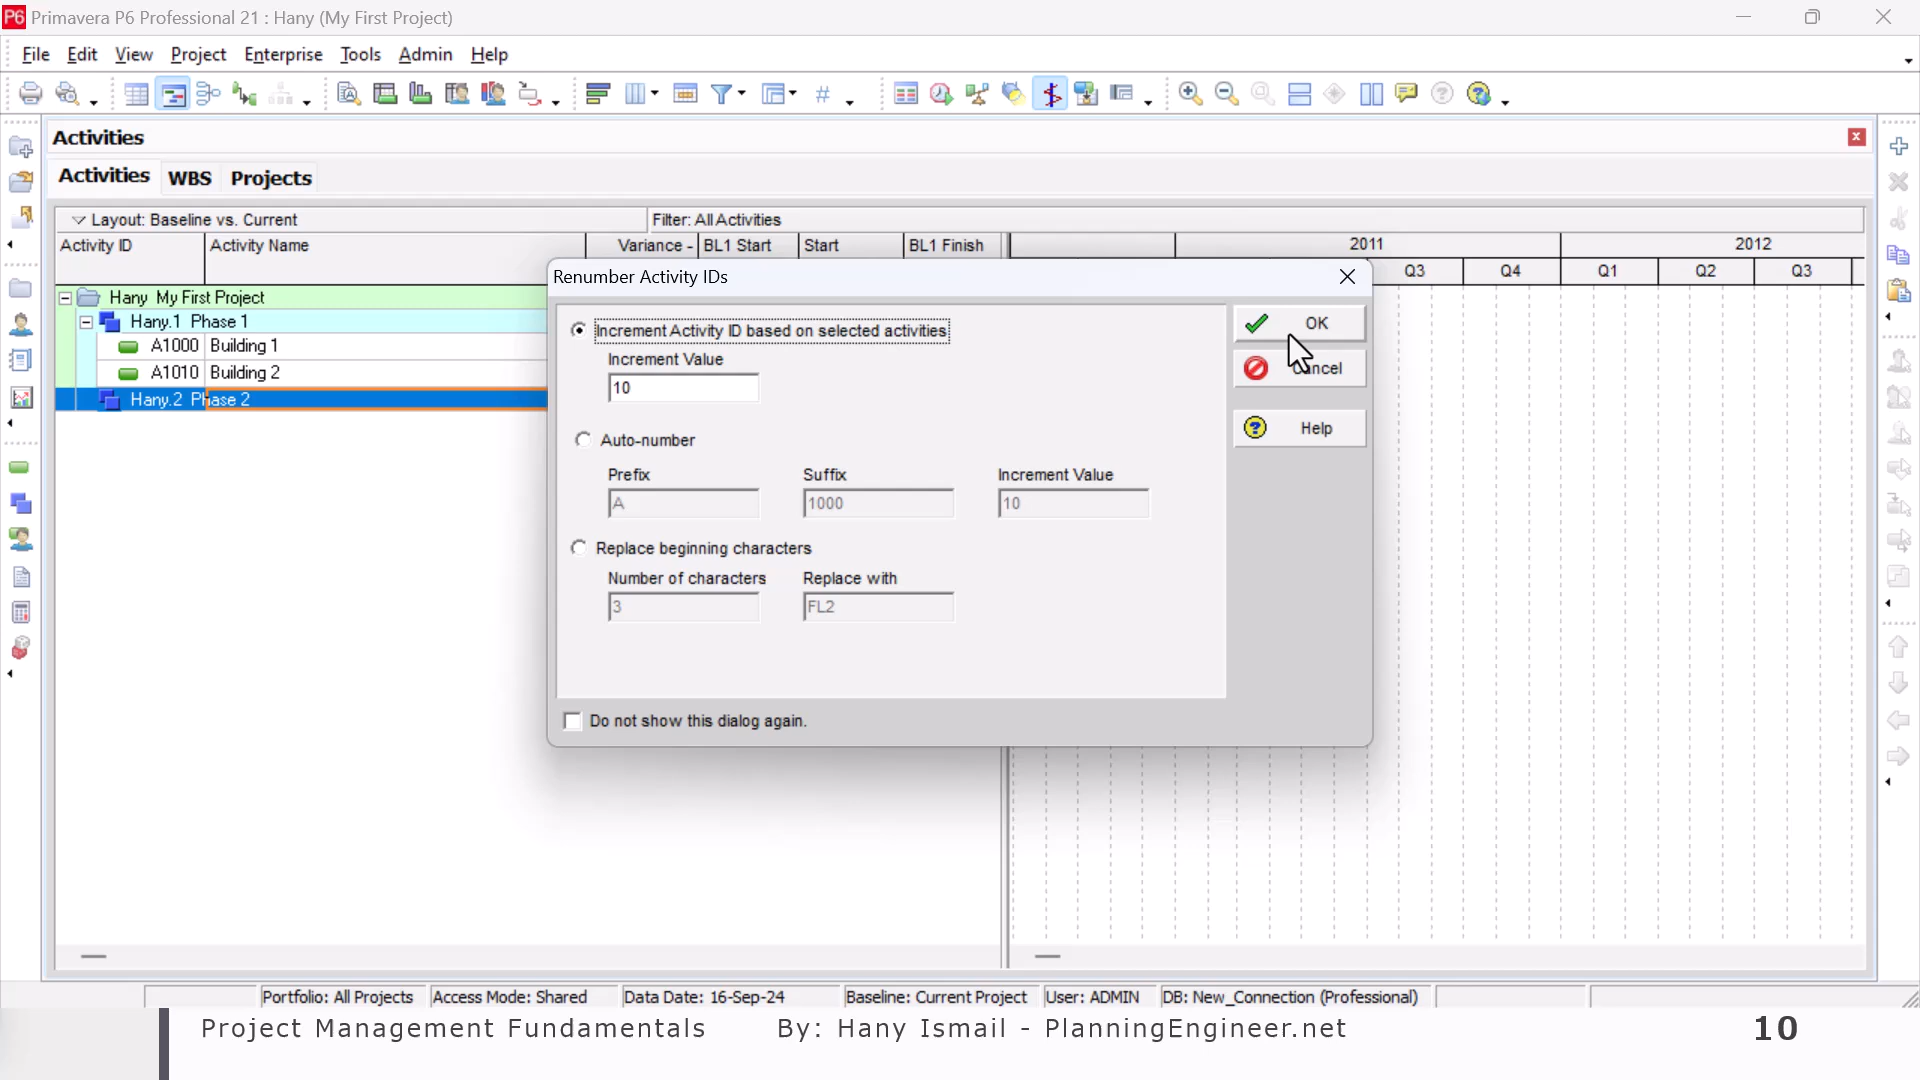 P6 Primavera P6 Professional 21 : Hany (My First Project)
File Edit View Project Enterprise Tools Admin Help
Activities
Activities WBS Projects
Layout: Baseline vs. Current Filter: All Activities
Activity ID Activity Name Variance - BL1 Start Start BL1 Finish 2011 2012
Q3 Q4 Q1 Q2 Q3
Hany My First Project
Hany.1 Phase 1
A1000 Building 1
A1010 Building 2
Hany.2 Phase 2
Renumber Activity IDs
Increment Activity ID based on selected activities
Increment Value
10
Auto-number
Prefix Suffix Increment Value
A 1000 10
Replace beginning characters
Number of characters Replace with
3 FL2
Do not show this dialog again.
OK
Cancel
Help
Portfolio: All Projects Access Mode: Shared Data Date: 16-Sep-24 Baseline: Current Project User: ADMIN DB: New_Connection (Professional)
Project Management Fundamentals By: Hany Ismail - PlanningEngineer.net 10